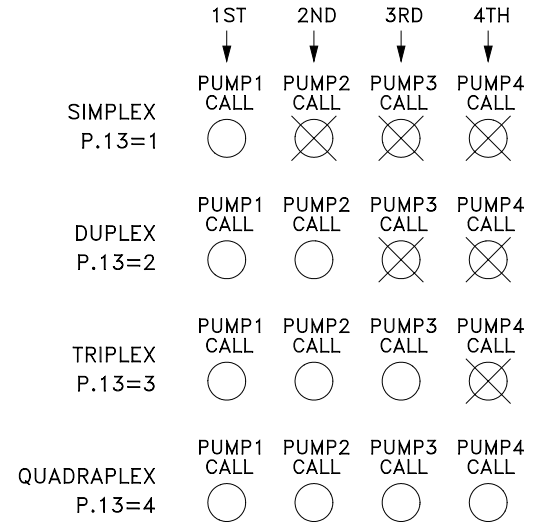 1ST 2ND 3RD 4TH
PUMP1 PUMP2 PUMP3 PUMP4
CALL CALL CALL CALL
SIMPLEX
P.13=1
PUMP1 PUMP2 PUMP3 PUMP4
CALL CALL CALL CALL
DUPLEX
P.13=2
PUMP1 PUMP2 PUMP3 PUMP4
CALL CALL CALL CALL
TRIPLEX
P.13=3
PUMP1 PUMP2 PUMP3 PUMP4
CALL CALL CALL CALL
QUADRAPLEX
P.13=4